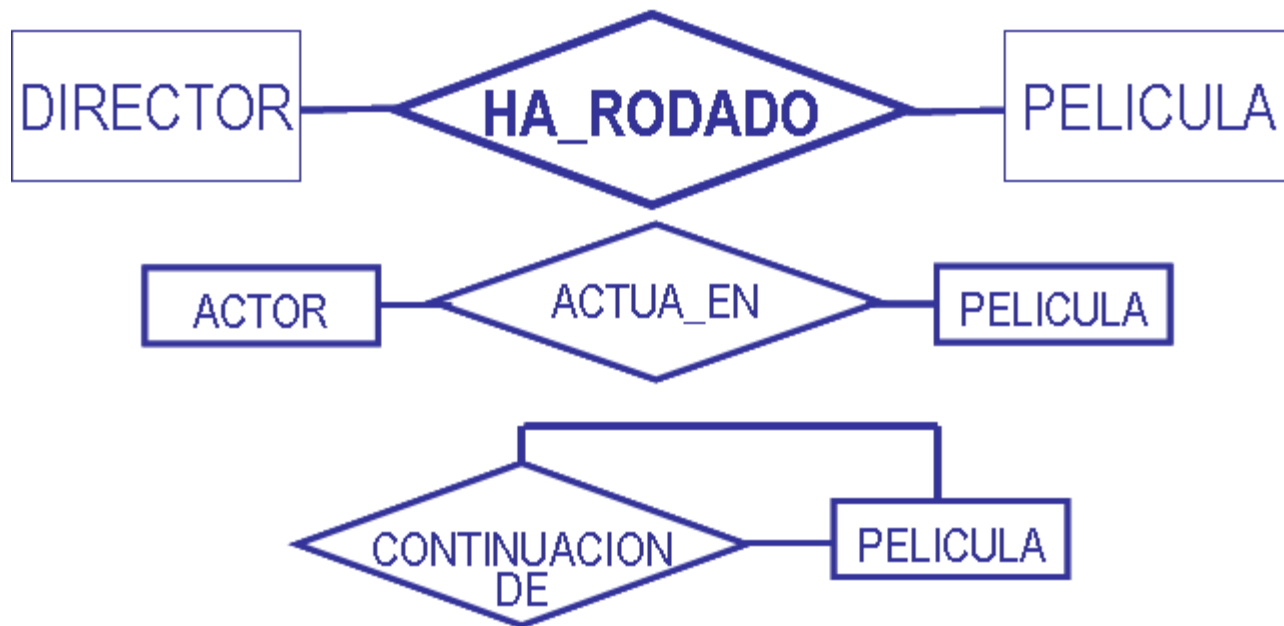 DIRECTOR HA_RODADO PELICULA
ACTOR ACTUA_EN PELICULA
CONTINUACION PELICULA
DE